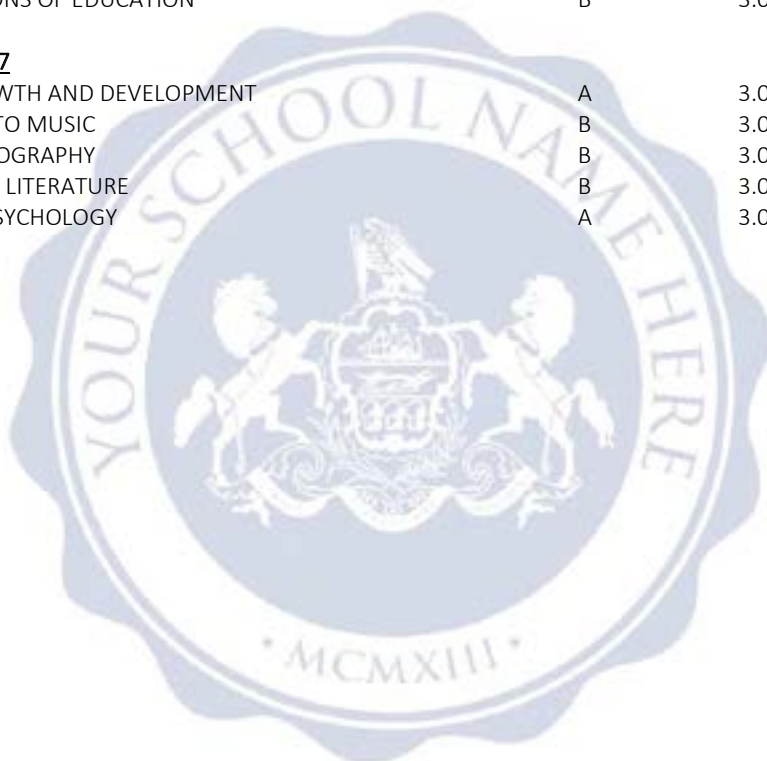 ONS OF EDUCATION B 3.0
7
WTH AND DEVELOPMENT A 3.0
TO MUSIC B 3.0
OGRAPHY B 3.0
LITERATURE B 3.0
SYCHOLOGY A 3.0
YOUR SCHOOL NAME HERE
• MCMXIII •